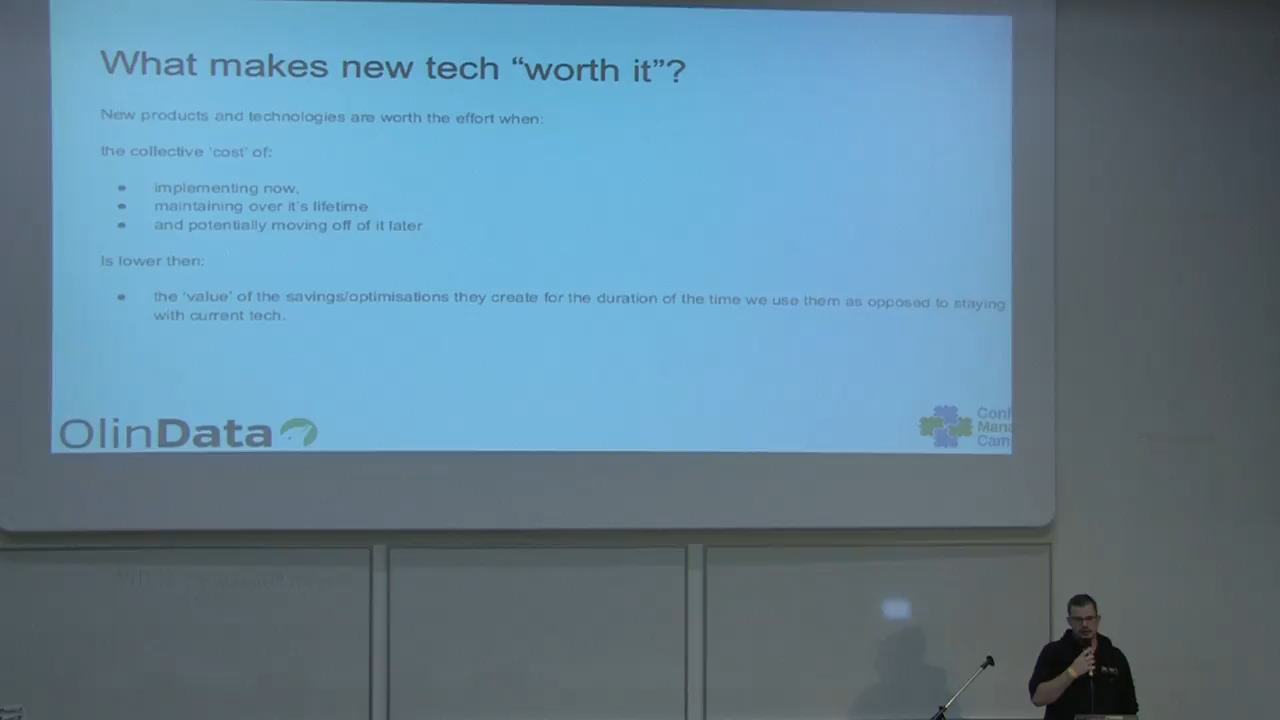 What makes new tech “worth it”?
New products and technologies are worth the effort when:
the collective ‘cost’ of:
implementing now,
maintaining over it’s lifetime
and potentially moving off of it later
Is lower then:
the ‘value’ of the savings/optimisations they create for the duration of the time we use them as opposed to staying
with current tech.
OlinData
Conf
Mana
Cam